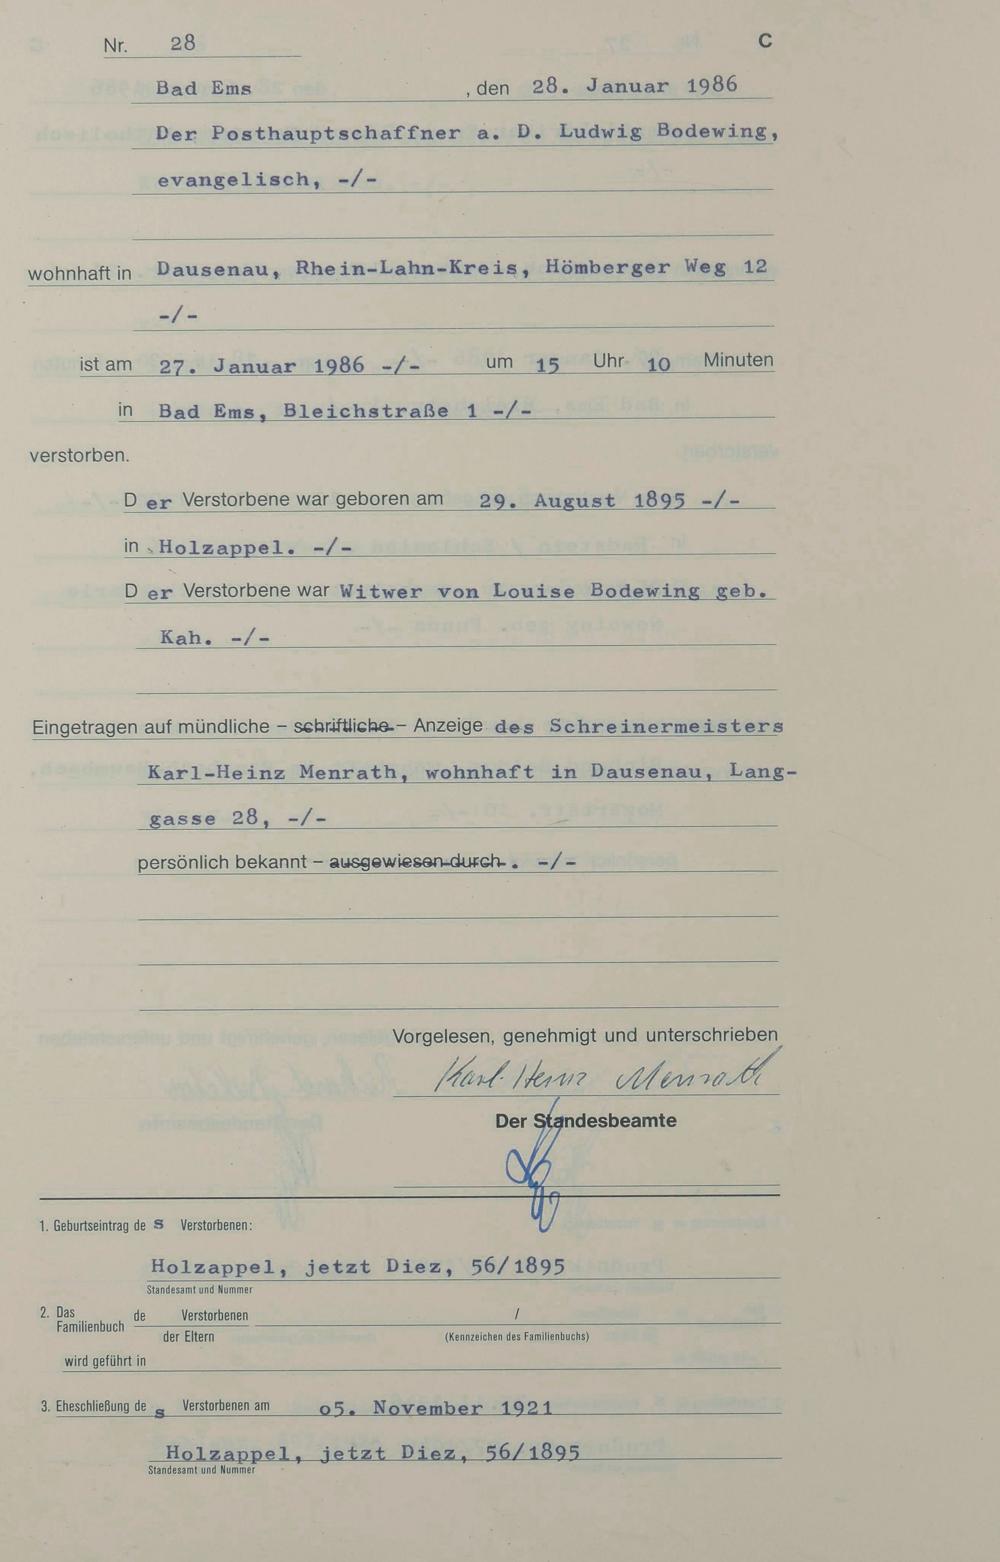 Nr. 28 C
Bad Ems , den 28. Januar 1986
Der Posthauptschaffner a. D. Ludwig Bodewing,
evangelisch, -/-
wohnhaft in Dausenau, Rhein-Lahn-Kreis, Hömberger Weg 12
-/-
ist am 27. Januar 1986 -/- um 15 Uhr 10 Minuten
in Bad Ems, Bleichstraße 1 -/-
verstorben.
D er Verstorbene war geboren am 29. August 1895 -/-
in Holzappel. -/-
D er Verstorbene war Witwer von Louise Bodewing geb.
Kah. -/-
Eingetragen auf mündliche – schriftliche – Anzeige des Schreinermeisters
Karl-Heinz Menrath, wohnhaft in Dausenau, Lang-
gasse 28, -/-
persönlich bekannt – ausgewiesen durch . -/-
Vorgelesen, genehmigt und unterschrieben
Karl-Heinz Menrath
Der Standesbeamte
1. Geburtseintrag de s Verstorbenen:
Holzappel, jetzt Diez, 56/1895
Standesamt und Nummer
2. Das Familienbuch de Verstorbenen /
der Eltern (Kennzeichen des Familienbuchs)
wird geführt in
3. Eheschließung de s Verstorbenen am o5. November 1921
Holzappel, jetzt Diez, 56/1895
Standesamt und Nummer